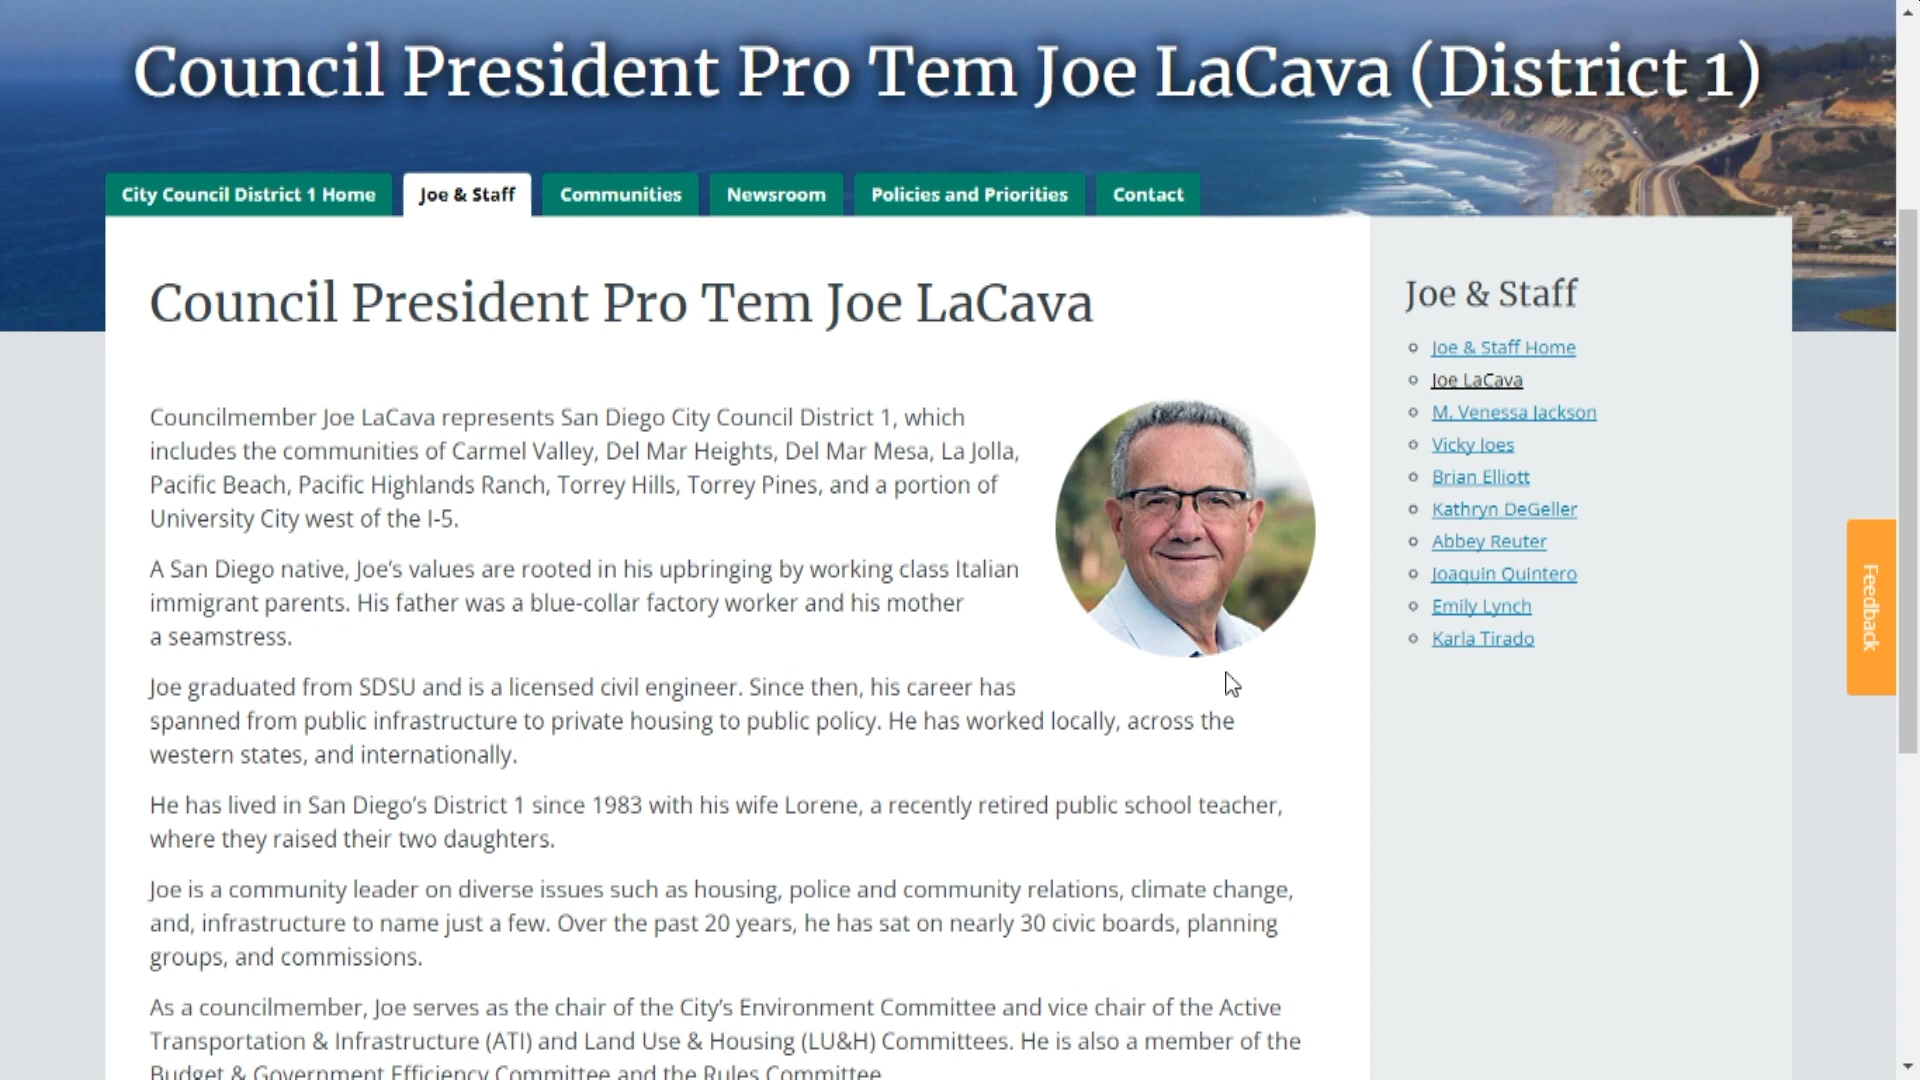 Council President Pro Tem Joe LaCava (District 1)
City Council District 1 Home
Joe & Staff
Communities
Newsroom
Policies and Priorities
Contact
Council President Pro Tem Joe LaCava
Councilmember Joe LaCava represents San Diego City Council District 1, which
includes the communities of Carmel Valley, Del Mar Heights, Del Mar Mesa, La Jolla,
Pacific Beach, Pacific Highlands Ranch, Torrey Hills, Torrey Pines, and a portion of
University City west of the I-5.
A San Diego native, Joe’s values are rooted in his upbringing by working class Italian
immigrant parents. His father was a blue-collar factory worker and his mother
a seamstress.
Joe graduated from SDSU and is a licensed civil engineer. Since then, his career has
spanned from public infrastructure to private housing to public policy. He has worked locally, across the
western states, and internationally.
He has lived in San Diego’s District 1 since 1983 with his wife Lorene, a recently retired public school teacher,
where they raised their two daughters.
Joe is a community leader on diverse issues such as housing, police and community relations, climate change,
and, infrastructure to name just a few. Over the past 20 years, he has sat on nearly 30 civic boards, planning
groups, and commissions.
As a councilmember, Joe serves as the chair of the City’s Environment Committee and vice chair of the Active
Transportation & Infrastructure (ATI) and Land Use & Housing (LU&H) Committees. He is also a member of the
Budget & Government Efficiency Committee and the Rules Committee
Joe & Staff
Joe & Staff Home
Joe LaCava
M. Venessa Jackson
Vicky Joes
Brian Elliott
Kathryn DeGeller
Abbey Reuter
Joaquin Quintero
Emily Lynch
Karla Tirado
Feedback